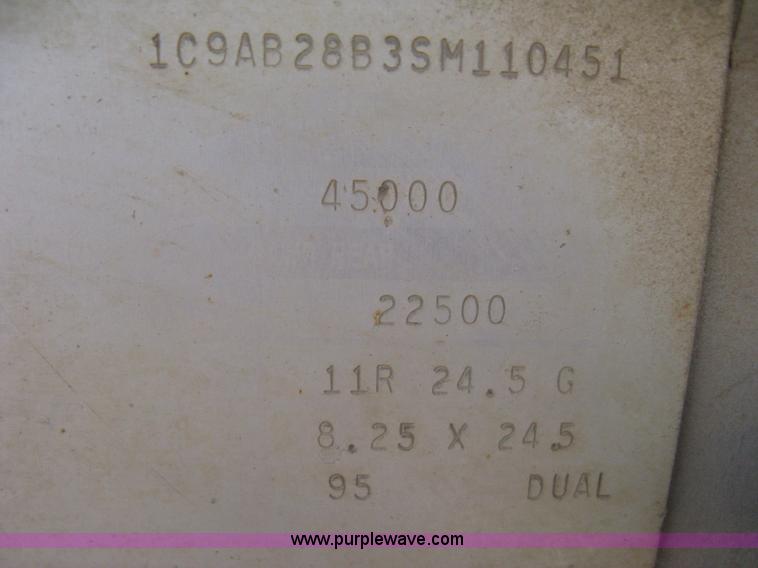 1C9AB28B3SM110451
45000
22500
11R 24.5 G
8.25 X 24.5
95 DUAL
www.purplewave.com